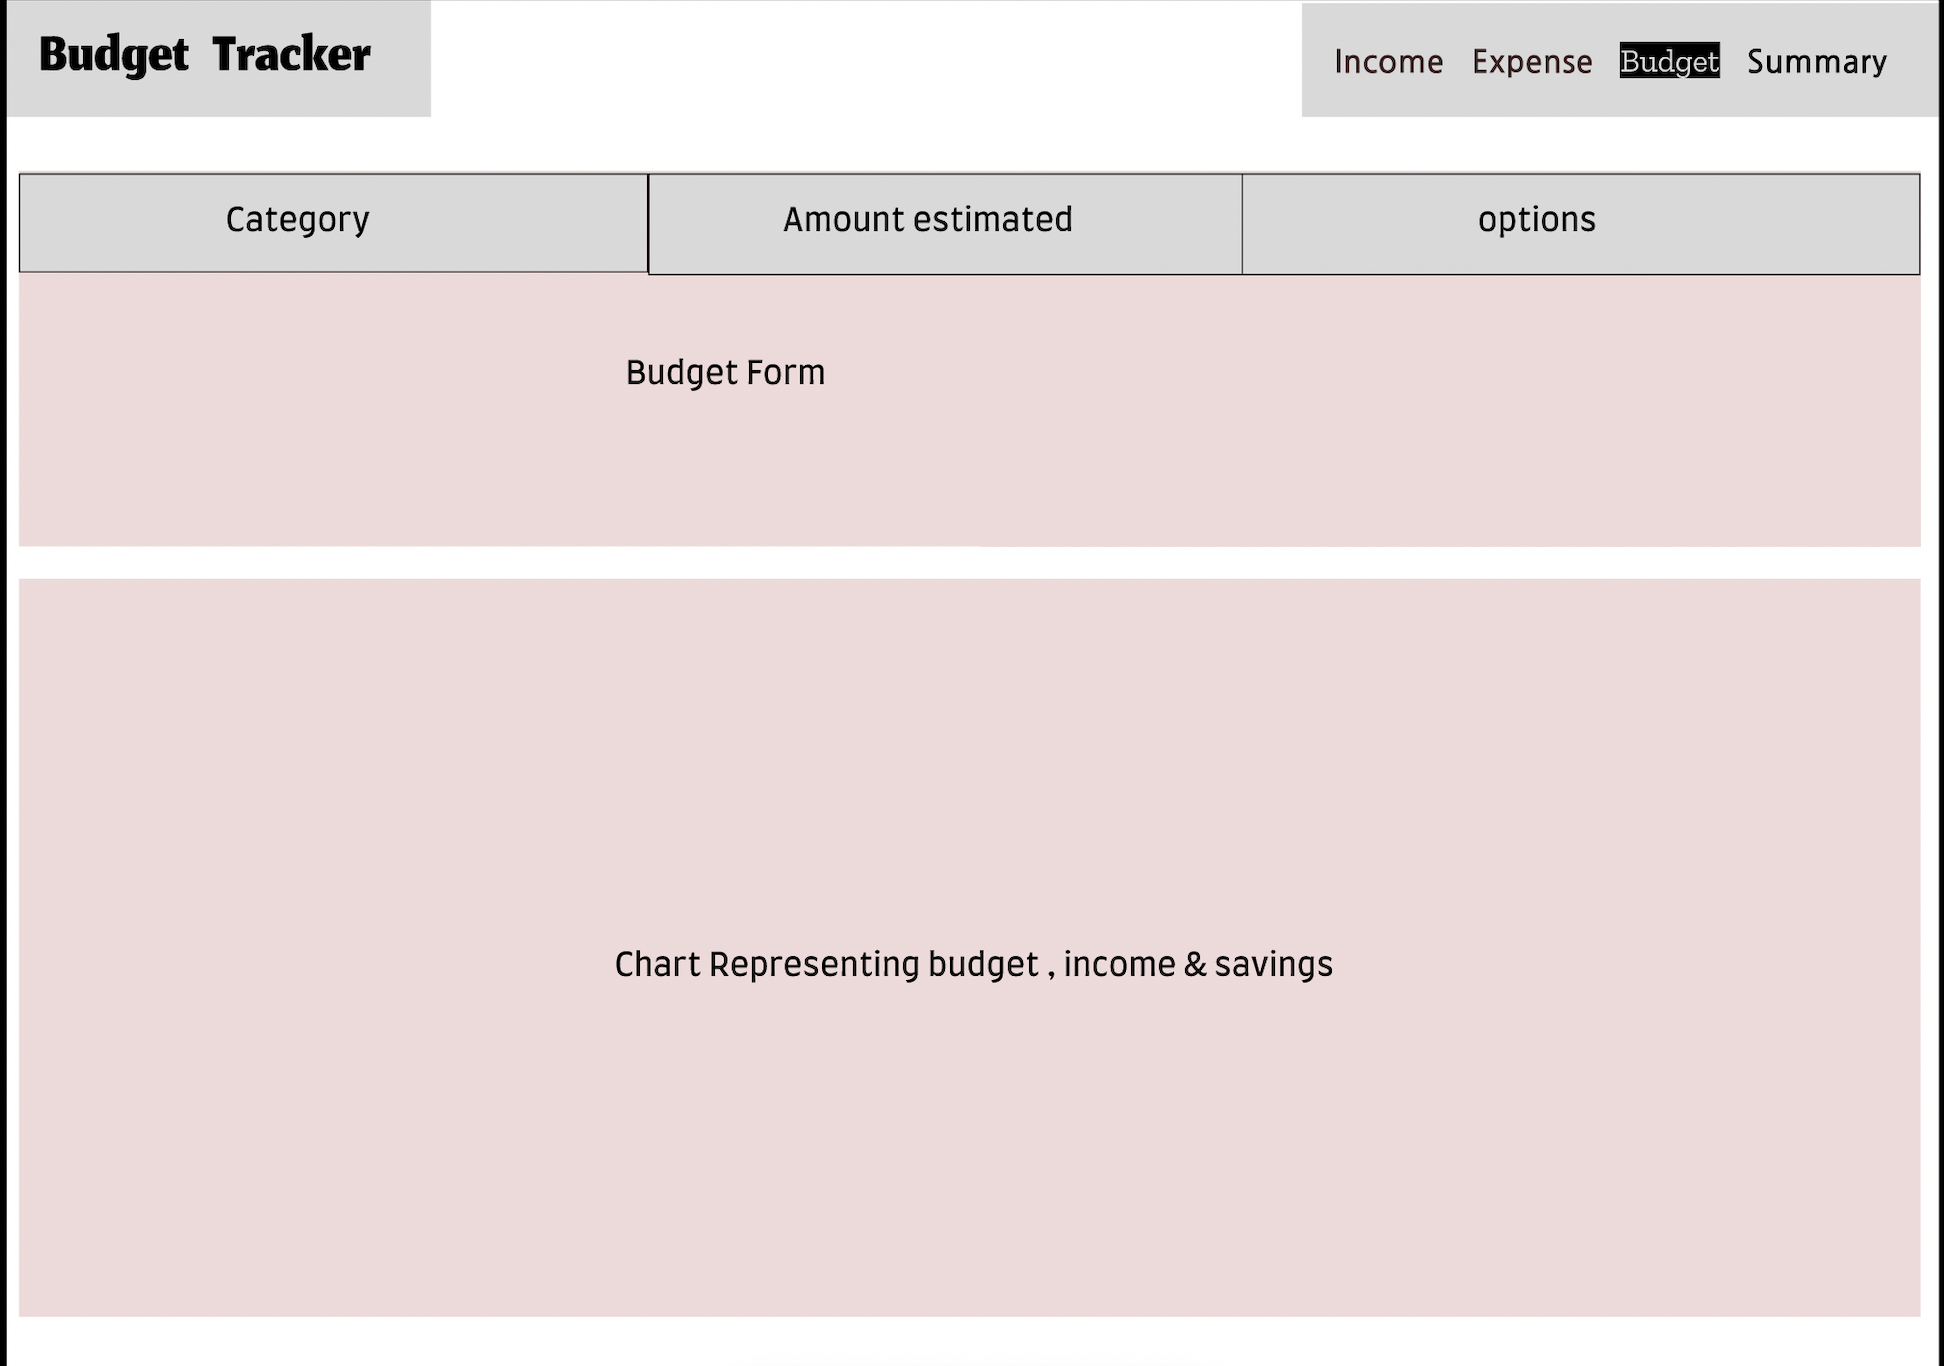 Budget Tracker
Income Expense Budget Summary
Category Amount estimated options
Budget Form
Chart Representing budget , income & savings